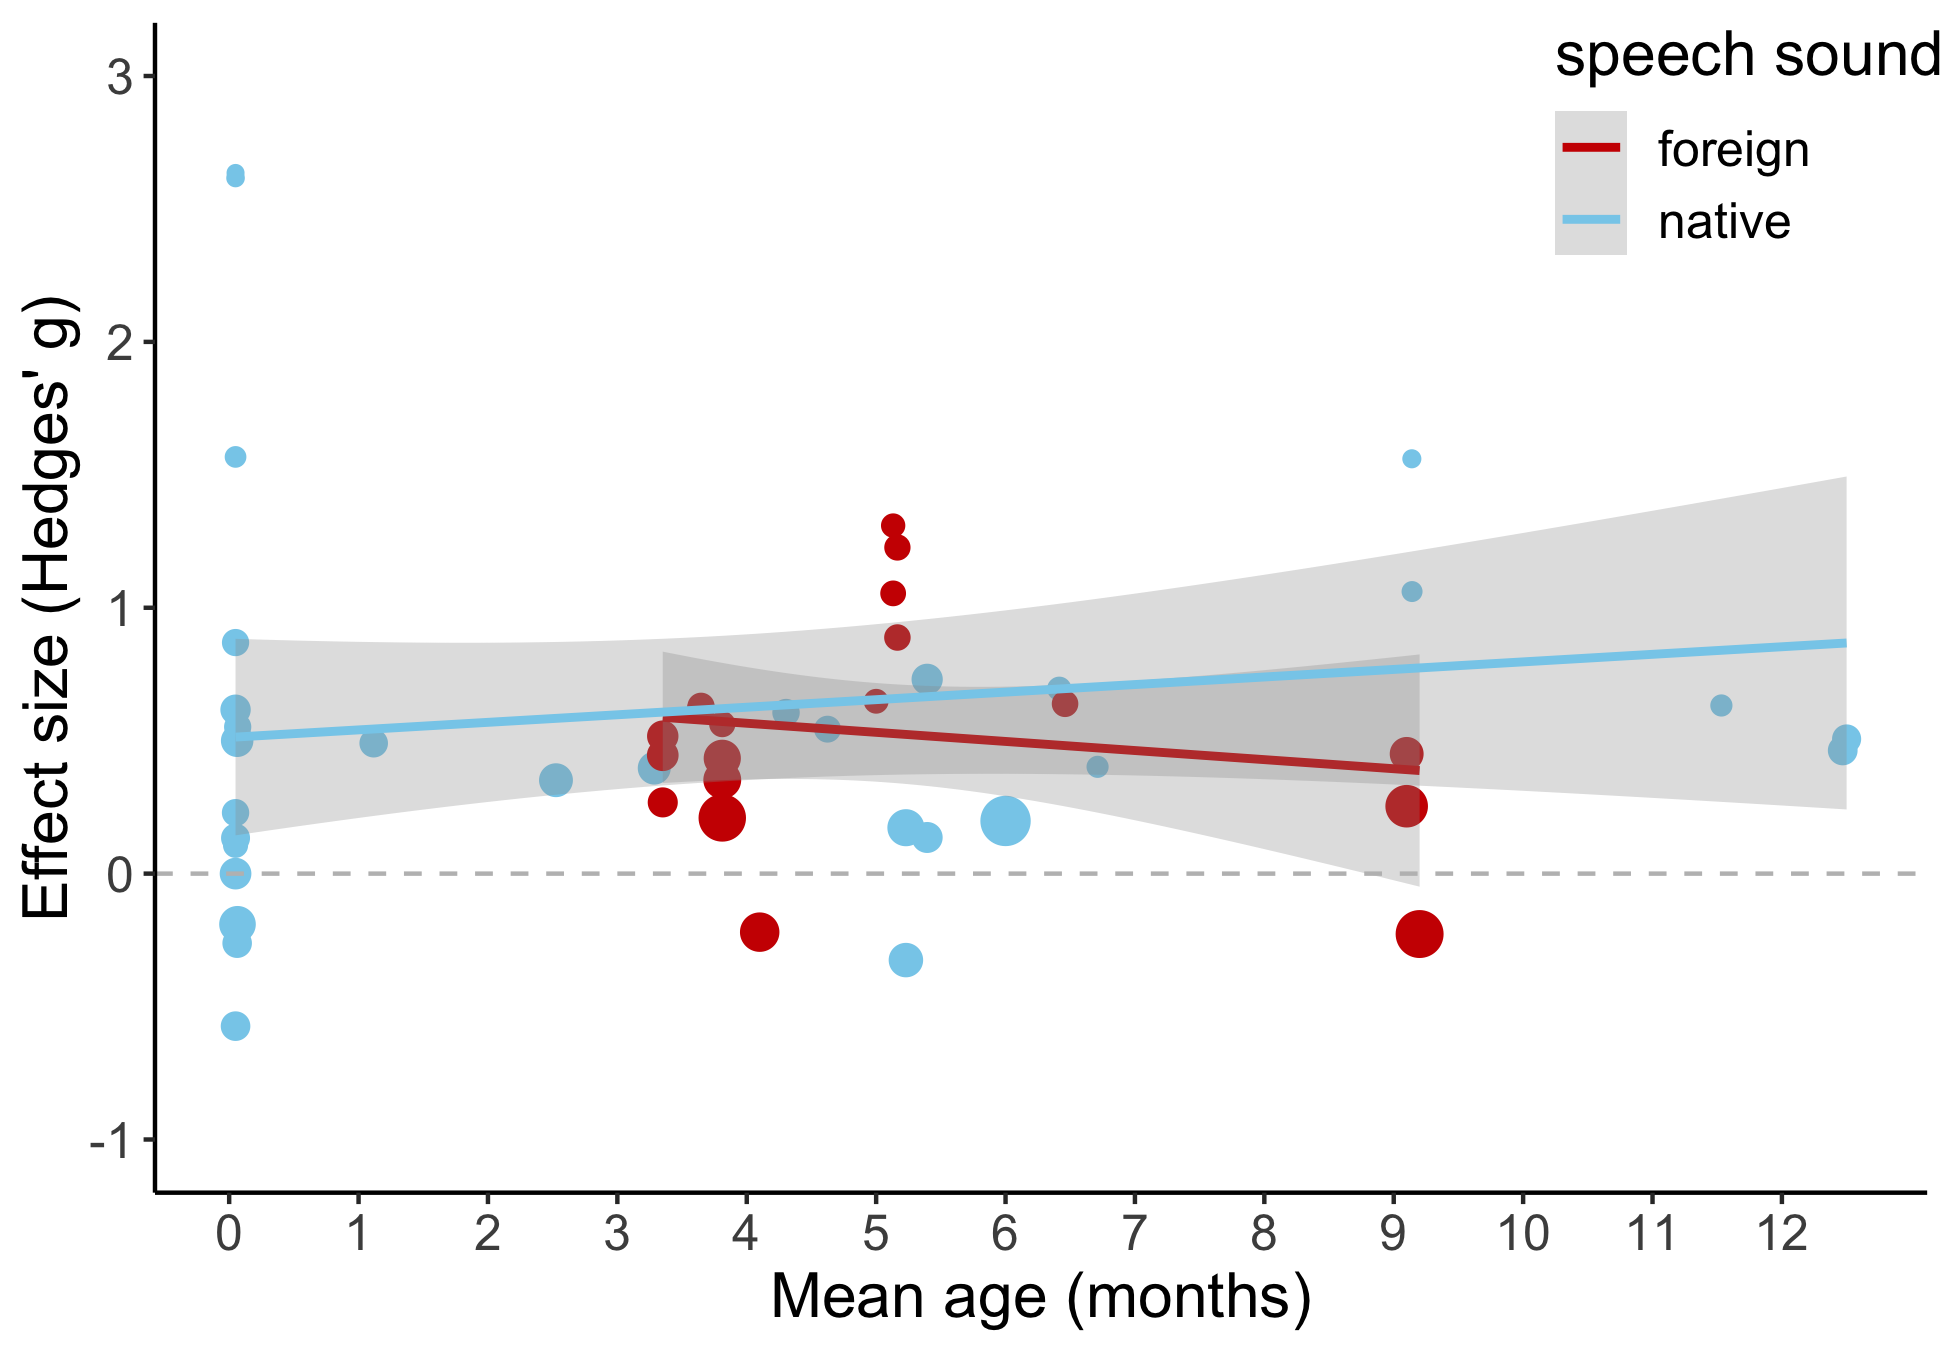 speech sound
foreign
native
Effect size (Hedges' g)
3
2
1
0
-1
0 1 2 3 4 5 6 7 8 9 10 11 12
Mean age (months)